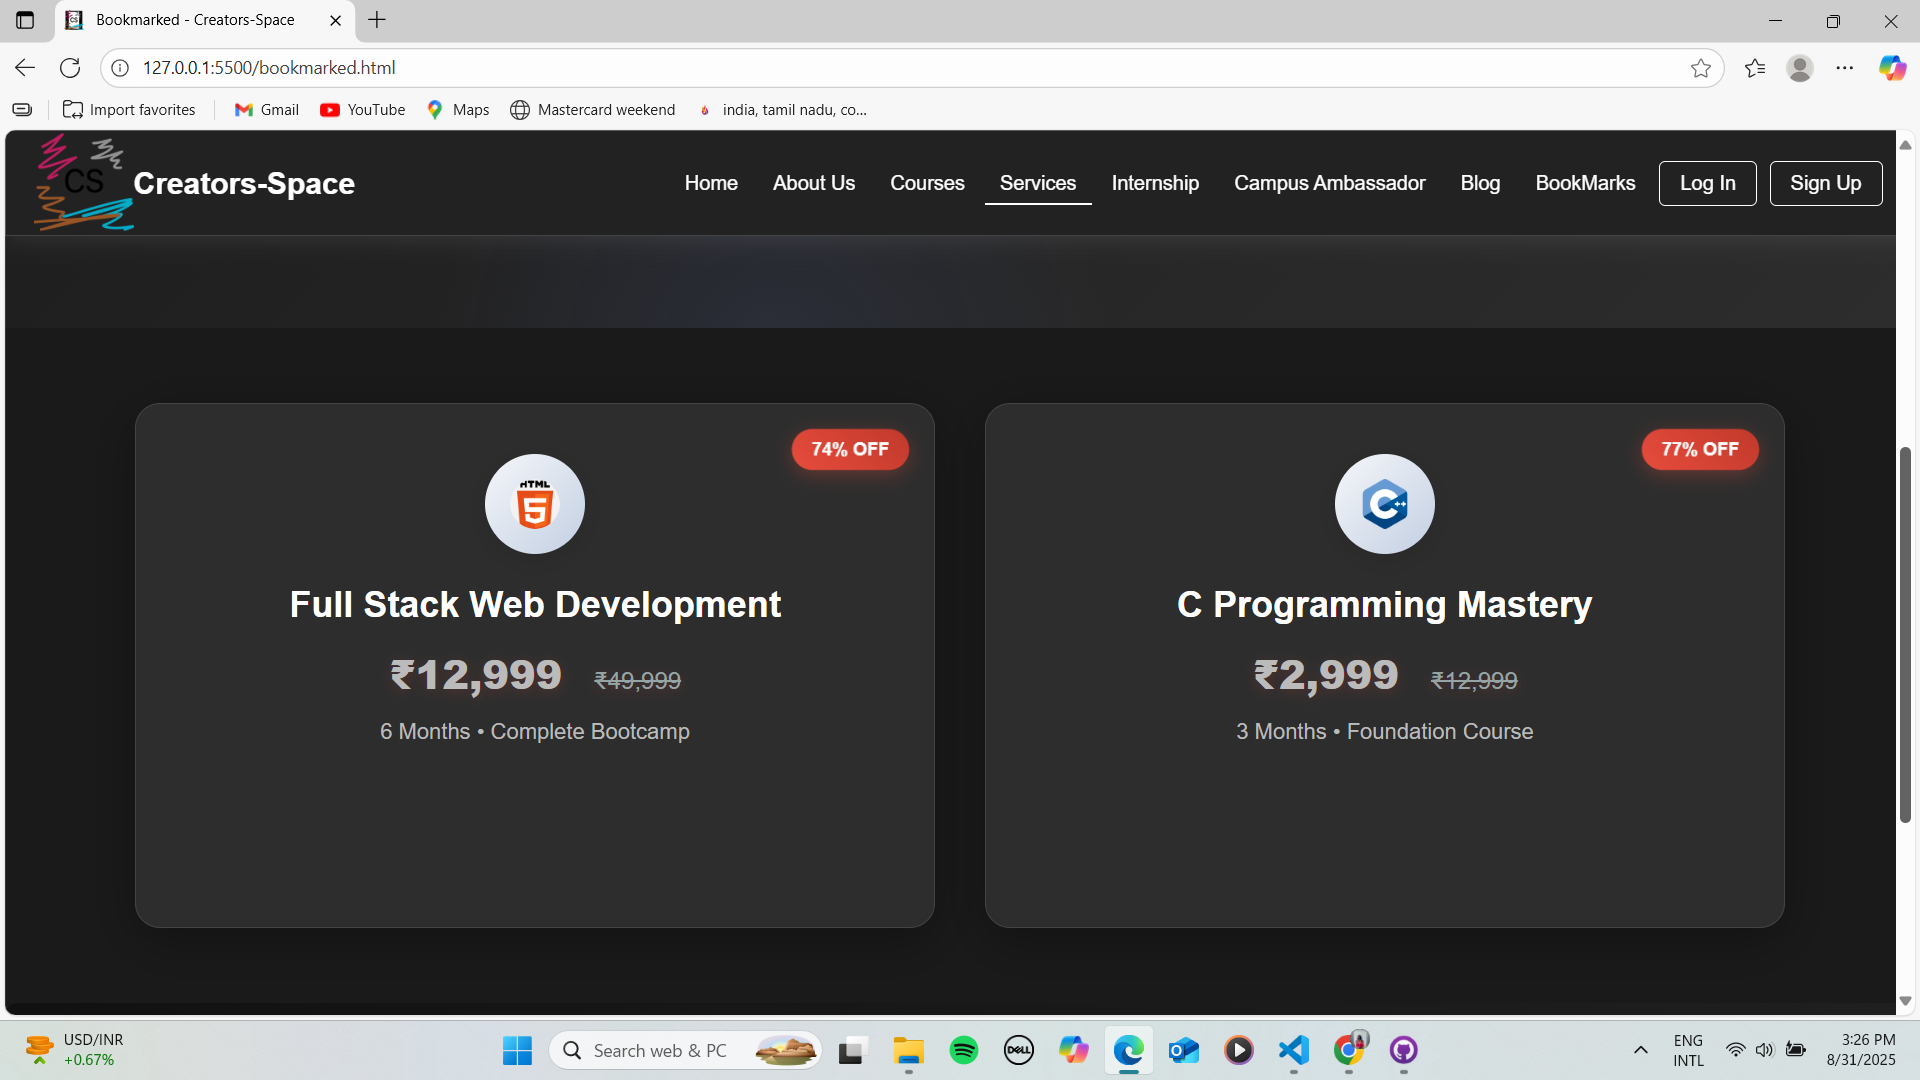 Bookmarked - Creators-Space
127.0.0.1:5500/bookmarked.html
Import favorites
Gmail
YouTube
Maps
Mastercard weekend
india, tamil nadu, co...
CS
Creators-Space
Home
About Us
Courses
Services
Internship
Campus Ambassador
Blog
BookMarks
Log In
Sign Up
74% OFF
HTML
5
Full Stack Web Development
₹12,999 ₹49,999
6 Months • Complete Bootcamp
77% OFF
C++
C Programming Mastery
₹2,999 ₹12,999
3 Months • Foundation Course
USD/INR
+0.67%
Search web & PC
DELL
ENG
INTL
3:26 PM
8/31/2025